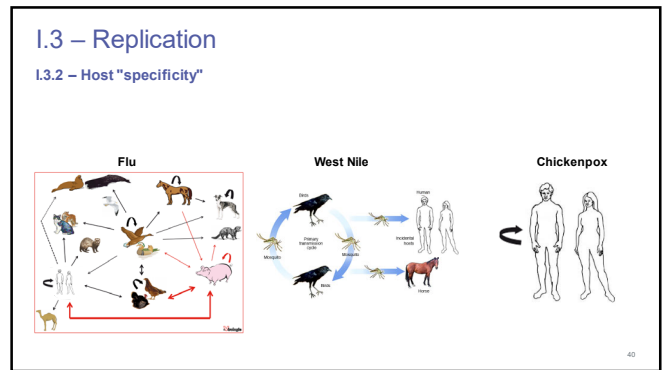 I.3 – Replication
I.3.2 – Host "specificity"
Flu
West Nile
Chickenpox
Birds
Human
Primary
transmission
cycle
Mosquito
Mosquito
Incidental
hosts
Birds
Horse
40